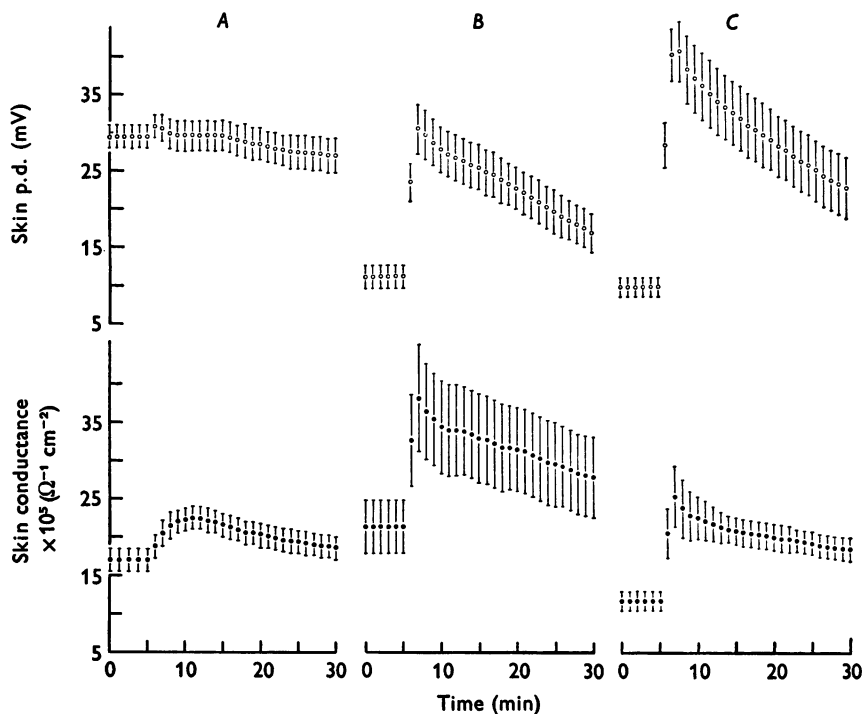 A B C
35
25
15
5
Skin p.d. (mV)
35
25
15
5
Skin conductance
×10⁵ (Ω⁻¹ cm⁻²)
0 10 20 30 0 10 20 30 0 10 20 30
Time (min)